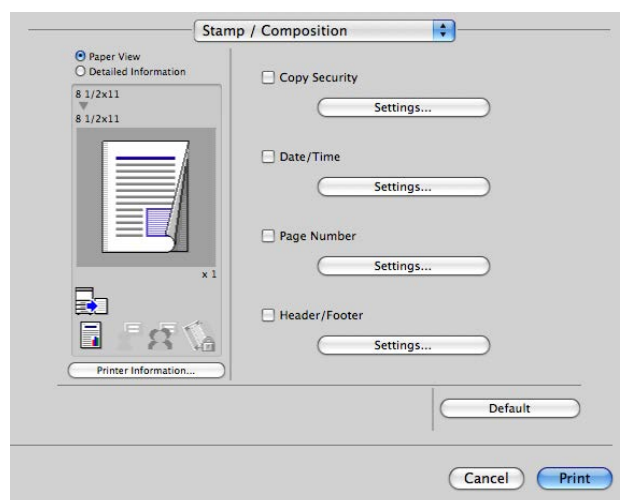 Stamp / Composition
Paper View
Detailed Information
8 1/2x11
8 1/2x11
x 1
Printer Information...
Copy Security
Settings...
Date/Time
Settings...
Page Number
Settings...
Header/Footer
Settings...
Default
Cancel
Print